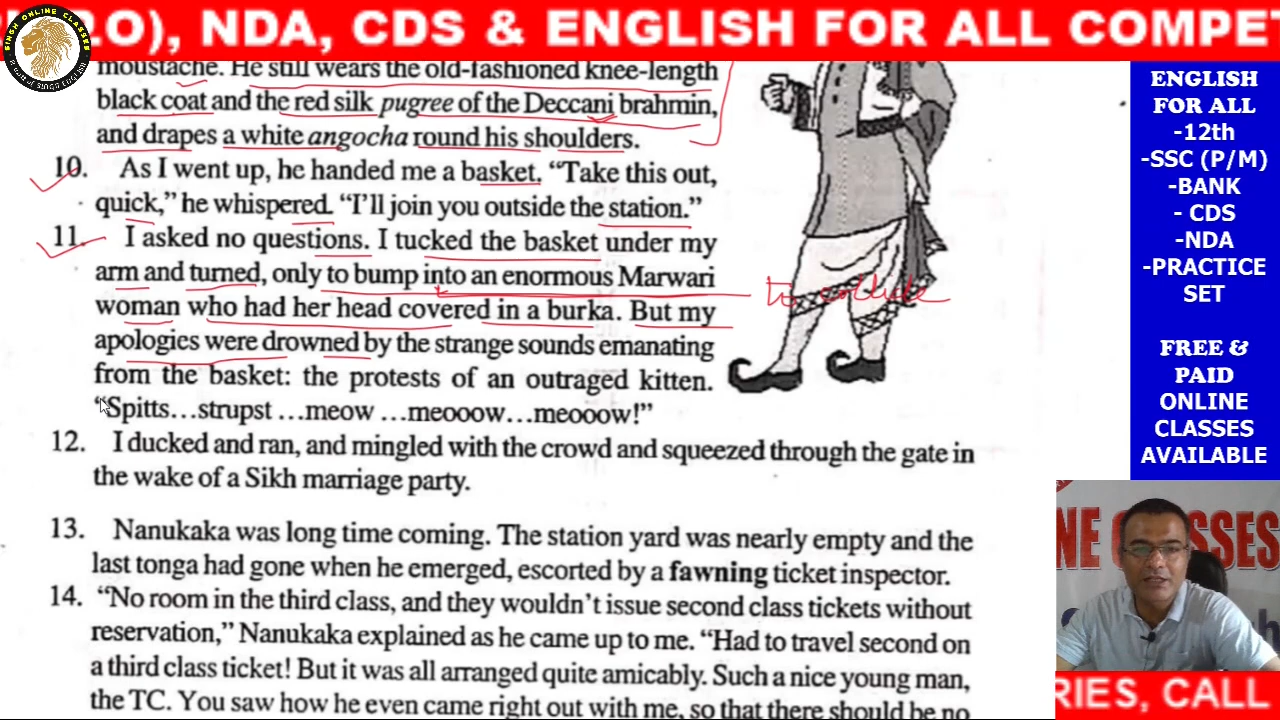 .O), NDA, CDS & ENGLISH FOR ALL COMPET
SINGH ONLINE CLASSES
moustache. He still wears the old-fashioned knee-length
black coat and the red silk pugree of the Deccani brahmin,
and drapes a white angocha round his shoulders.
10. As I went up, he handed me a basket. “Take this out,
quick,” he whispered. “I’ll join you outside the station.”
11. I asked no questions. I tucked the basket under my
arm and turned, only to bump into an enormous Marwari
woman who had her head covered in a burka. But my
apologies were drowned by the strange sounds emanating
from the basket: the protests of an outraged kitten.
“Spitts...strupst ...meow ...meooow...meooow!”
to collide
12. I ducked and ran, and mingled with the crowd and squeezed through the gate in
the wake of a Sikh marriage party.
13. Nanukaka was long time coming. The station yard was nearly empty and the
last tonga had gone when he emerged, escorted by a fawning ticket inspector.
14. “No room in the third class, and they wouldn’t issue second class tickets without
reservation,” Nanukaka explained as he came up to me. “Had to travel second on
a third class ticket! But it was all arranged quite amicably. Such a nice young man,
the TC. You saw how he even came right out with me, so that there should be no
ENGLISH
FOR ALL
-12th
-SSC (P/M)
-BANK
- CDS
-NDA
-PRACTICE
SET
FREE &
PAID
ONLINE
CLASSES
AVAILABLE
NE CLASSES
RIES, CALL